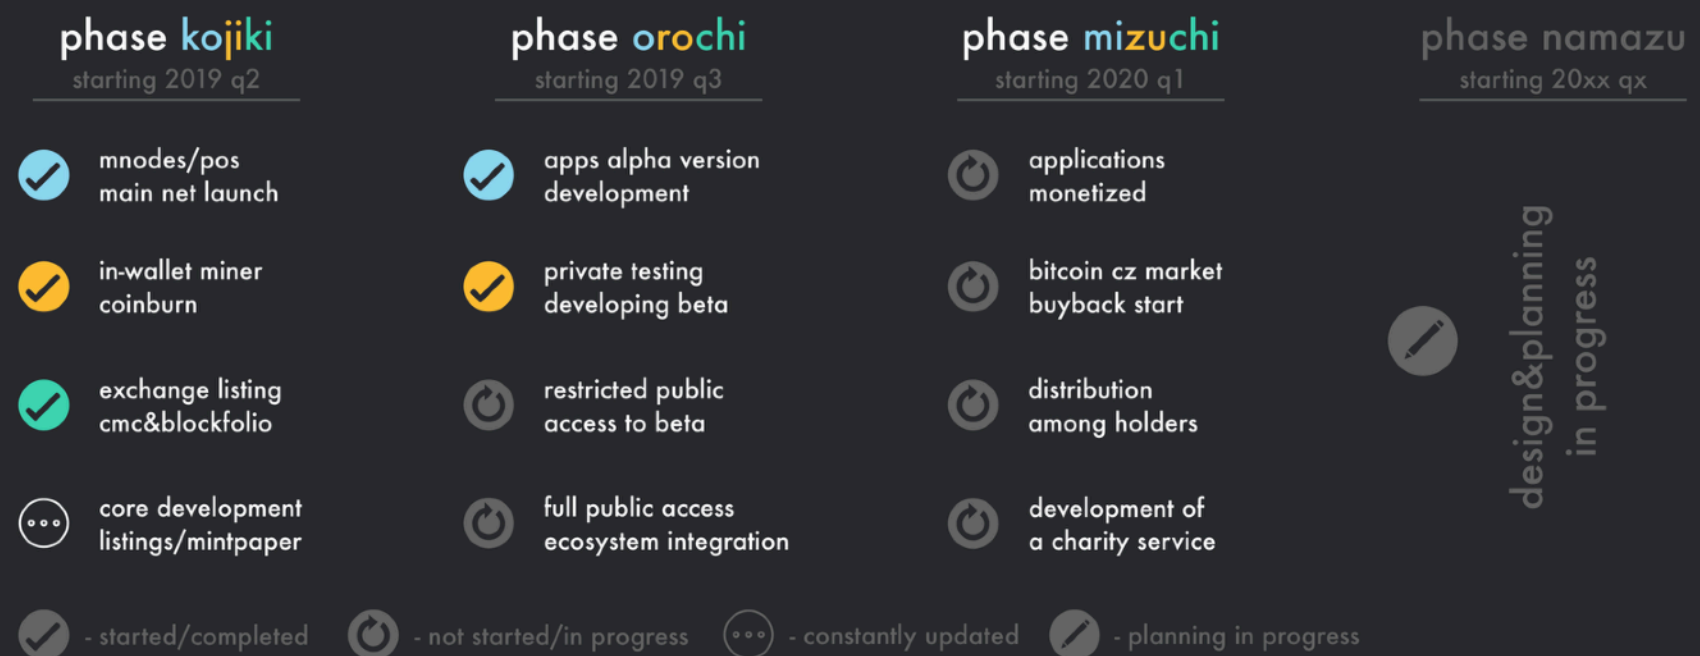 phase kojiki
starting 2019 q2
mnodes/pos
main net launch
in-wallet miner
coinburn
exchange listing
cmc&blockfolio
core development
listings/mintpaper
phase orochi
starting 2019 q3
apps alpha version
development
private testing
developing beta
restricted public
access to beta
full public access
ecosystem integration
phase mizuchi
starting 2020 q1
applications
monetized
bitcoin cz market
buyback start
distribution
among holders
development of
a charity service
phase namazu
starting 20xx qx
design&planning
in progress
- started/completed
- not started/in progress
- constantly updated
- planning in progress